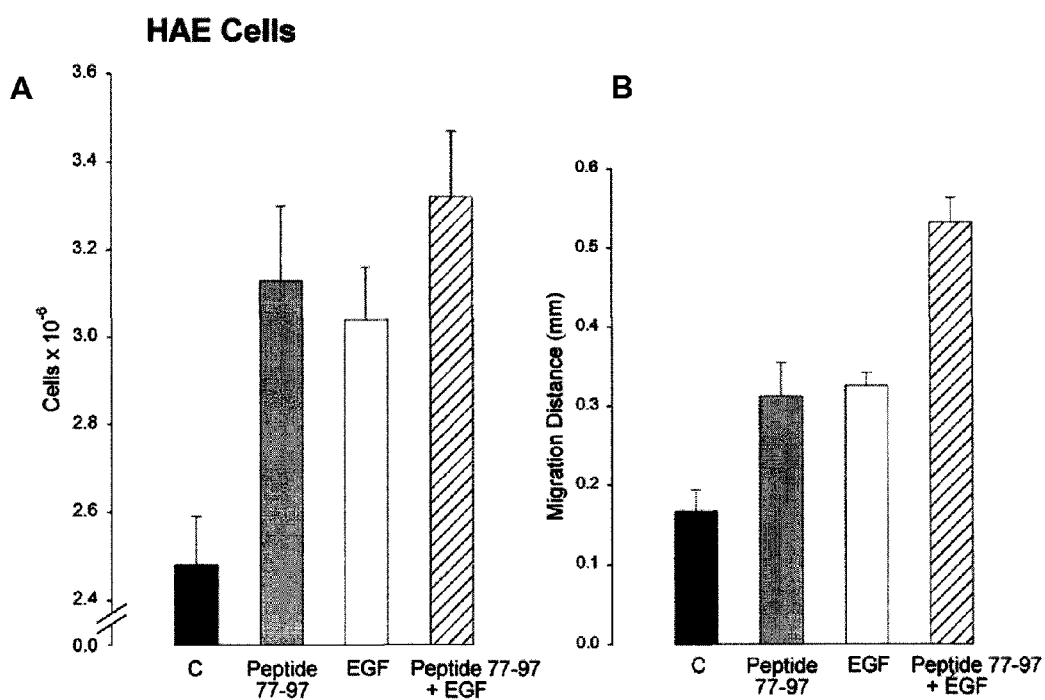 HAE Cells
A
3.6
3.4
3.2
3.0
2.8
2.6
2.4
0.0
Cells x 10⁻⁶
C
Peptide
77-97
EGF
Peptide 77-97
+ EGF
B
0.6
0.5
0.4
0.3
0.2
0.1
0.0
Migration Distance (mm)
C
Peptide
77-97
EGF
Peptide 77-97
+ EGF